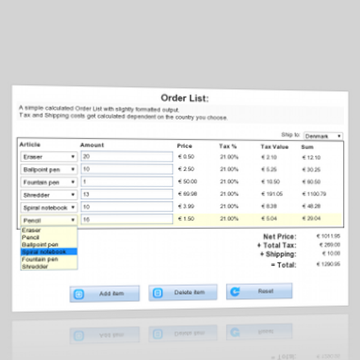 Order List:
A simple calculated Order List with slightly formatted output.
Tax and Shipping costs get calculated dependent on the country you choose.
Ship to: Denmark
Article Amount Price Tax % Tax Value Sum
Eraser 20 € 0.50 21.00% € 2.10 € 12.10
Ballpoint pen 10 € 2.50 21.00% € 5.25 € 30.25
Fountain pen 1 € 50.00 21.00% € 10.50 € 60.50
Shredder 13 € 69.98 21.00% € 191.05 € 1100.79
Spiral notebook 10 € 3.99 21.00% € 8.38 € 48.28
Pencil 16 € 1.50 21.00% € 5.04 € 29.04
Eraser
Pencil
Ballpoint pen
Spiral notebook
Fountain pen
Shredder
Net Price:
+ Total Tax:
+ Shipping: € 10.00
= Total: € 1290.95
Add item Delete item Reset